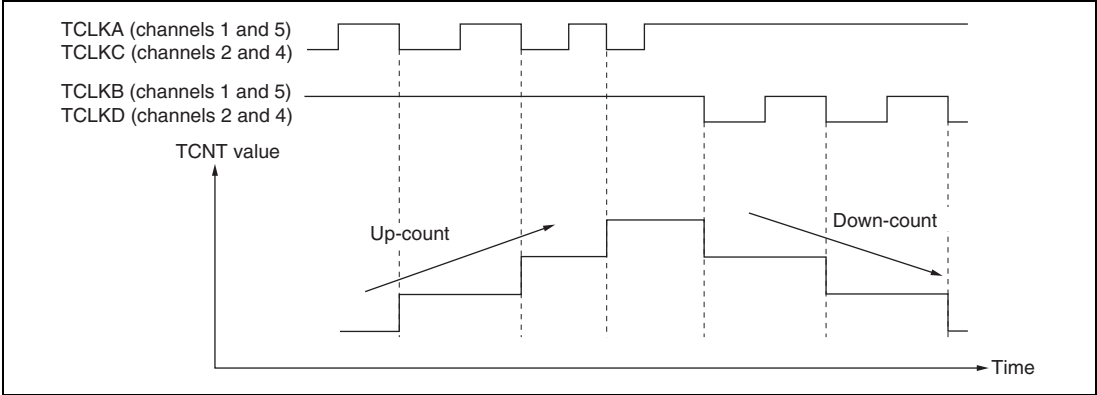 TCLKA (channels 1 and 5)
TCLKC (channels 2 and 4)
TCLKB (channels 1 and 5)
TCLKD (channels 2 and 4)
TCNT value
Up-count
Down-count
Time